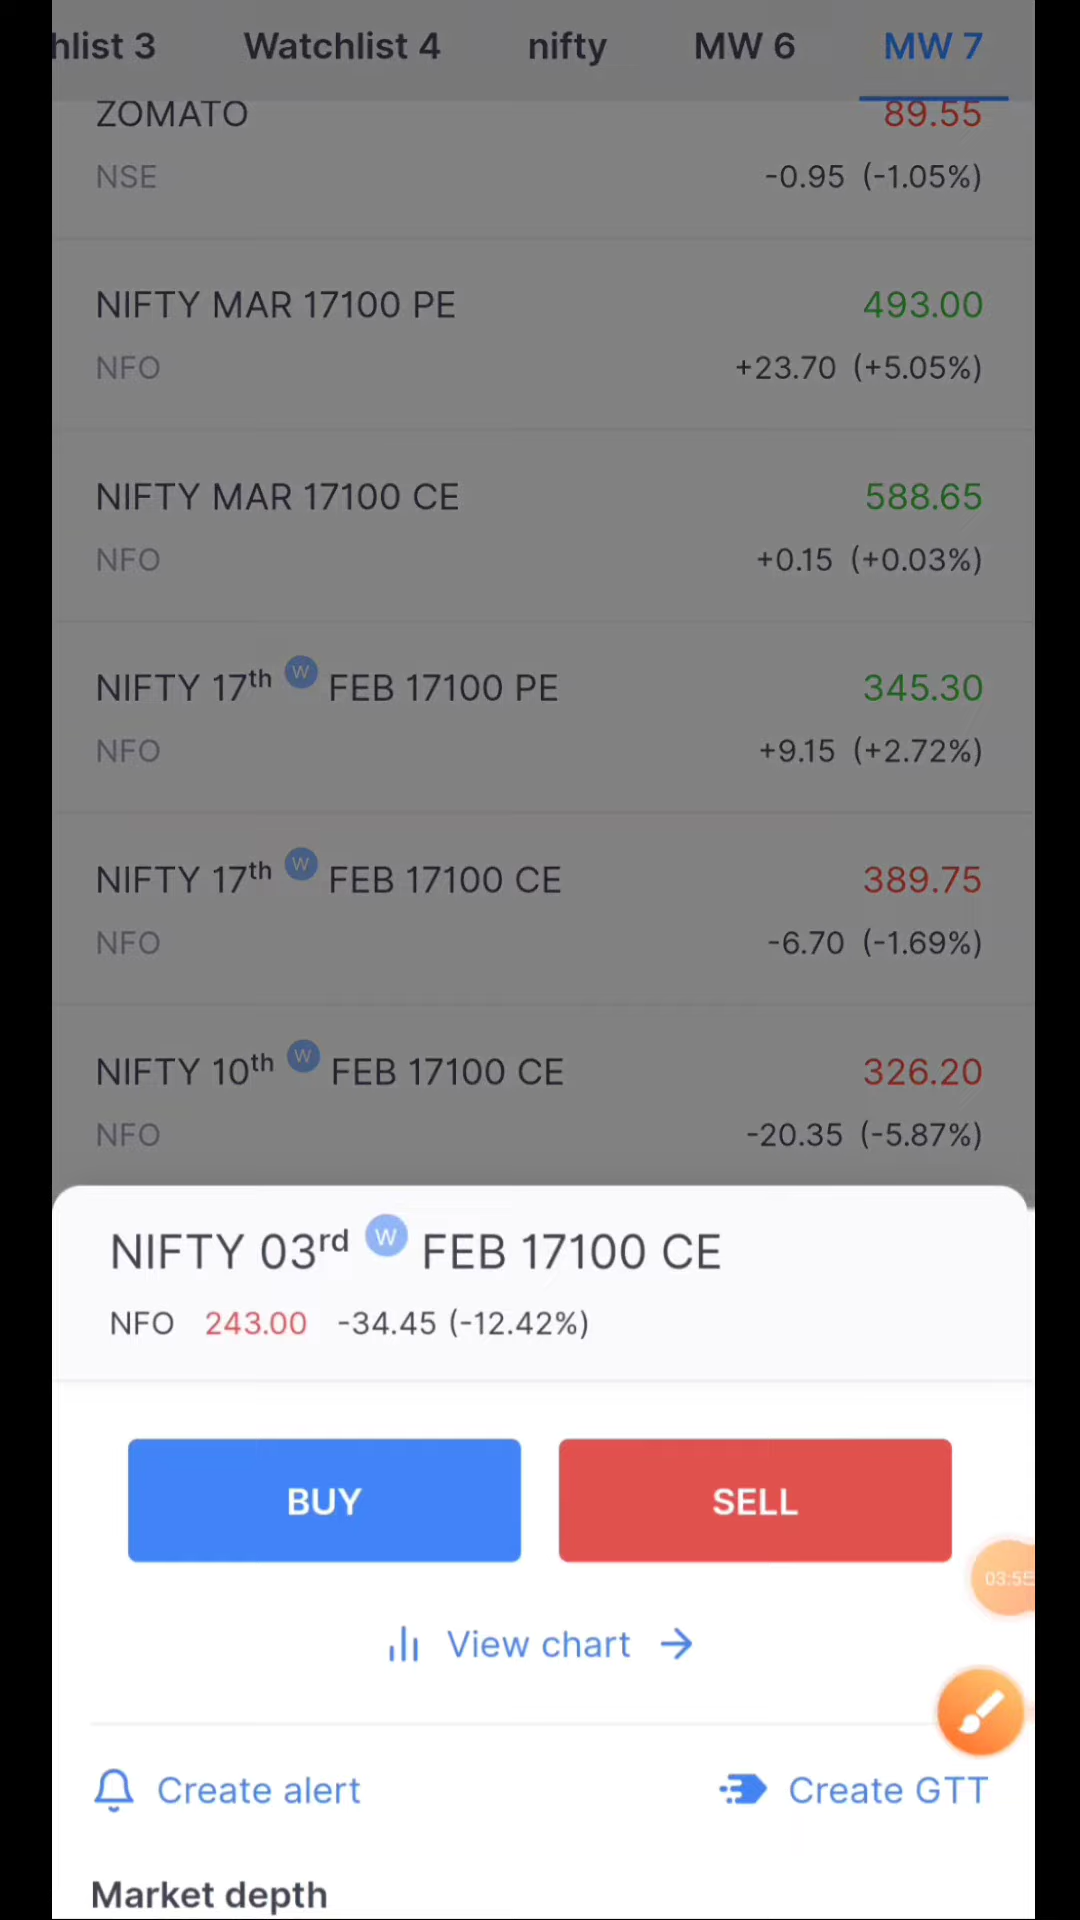 hlist 3 Watchlist 4 nifty MW 6 MW 7
ZOMATO 89.55
NSE -0.95 (-1.05%)
NIFTY MAR 17100 PE 493.00
NFO +23.70 (+5.05%)
NIFTY MAR 17100 CE 588.65
NFO +0.15 (+0.03%)
NIFTY 17th W FEB 17100 PE 345.30
NFO +9.15 (+2.72%)
NIFTY 17th W FEB 17100 CE 389.75
NFO -6.70 (-1.69%)
NIFTY 10th W FEB 17100 CE 326.20
NFO -20.35 (-5.87%)
NIFTY 03rd W FEB 17100 CE
NFO 243.00 -34.45 (-12.42%)
BUY SELL
03:55
View chart
Create alert Create GTT
Market depth